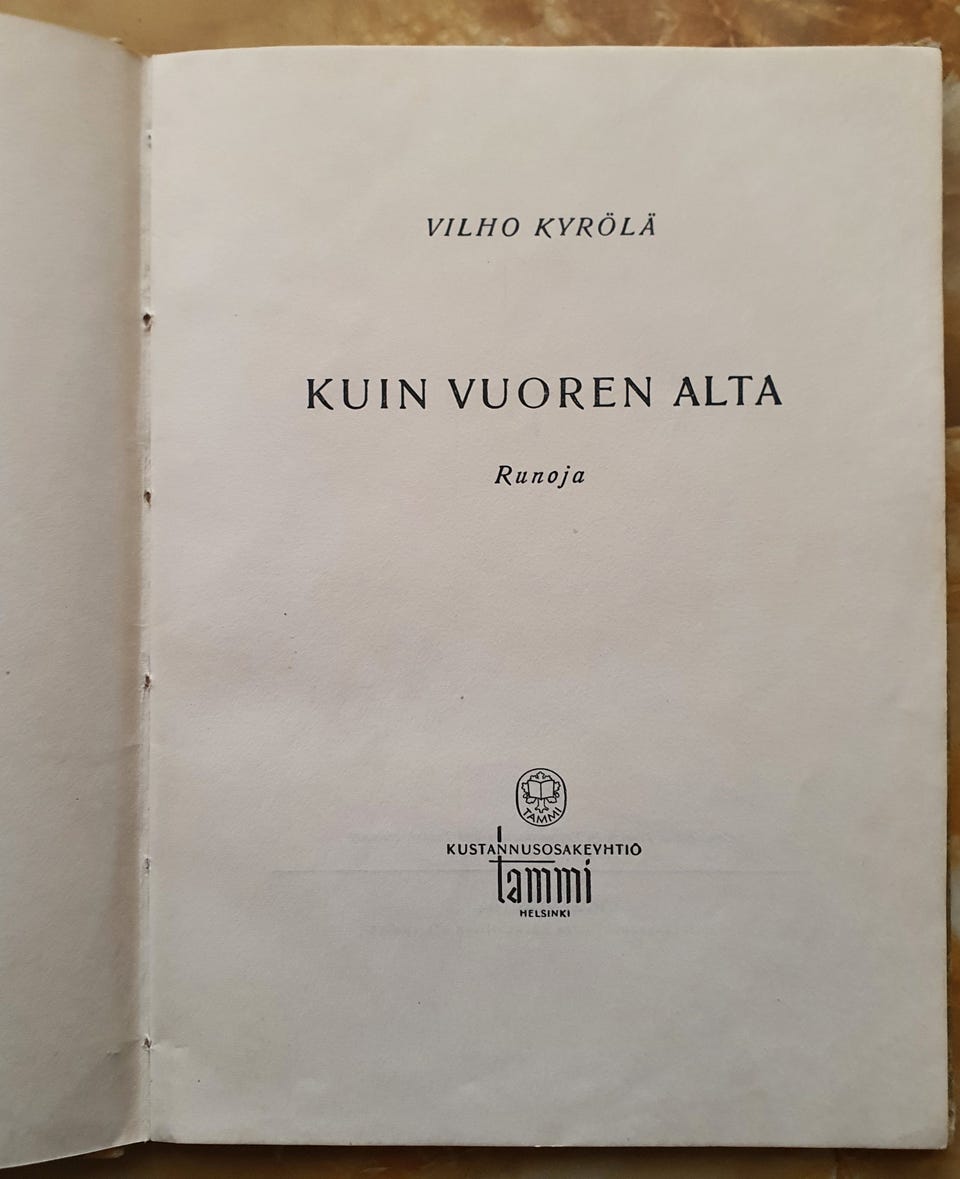 VILHO KYRÖLÄ
KUIN VUOREN ALTA
Runoja
TAMMI
KUSTANNUSOSAKEYHTIÖ
tammi
HELSINKI